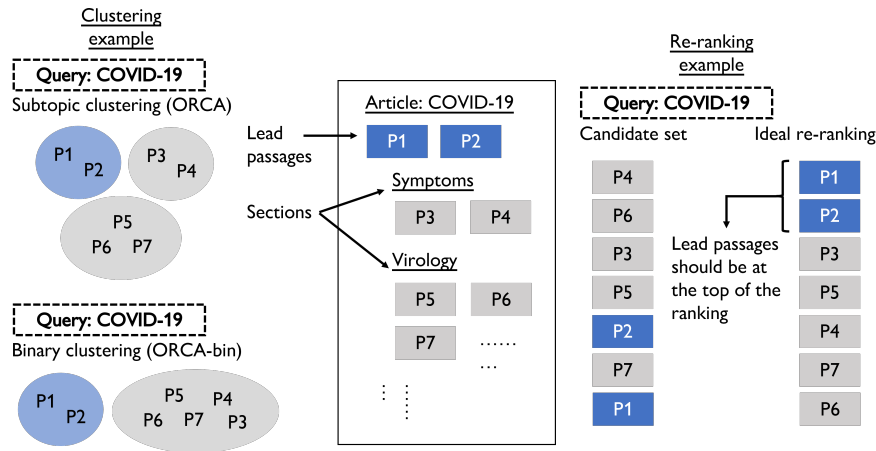 Clustering
example
Query: COVID-19
Subtopic clustering (ORCA)
P1
P2
P3
P4
P5
P6 P7
Query: COVID-19
Binary clustering (ORCA-bin)
P1
P2
P5 P4
P6 P7 P3
Lead
passages
Sections
Article: COVID-19
P1 P2
Symptoms
P3 P4
Virology
P5 P6
P7 ......
...
Re-ranking
example
Query: COVID-19
Candidate set
P4
P6
P3
P5
P2
P7
P1
Lead passages
should be at
the top of the
ranking
Ideal re-ranking
P1
P2
P3
P5
P4
P7
P6